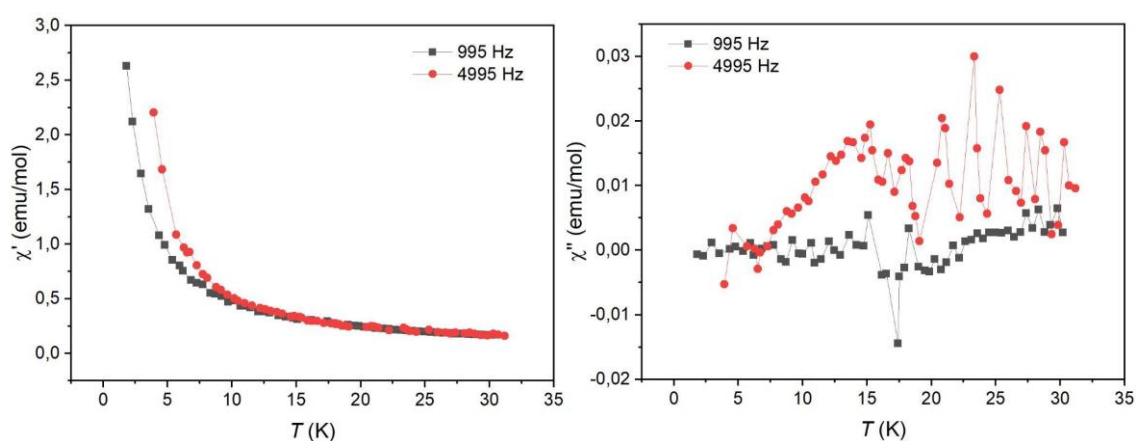 3,0
2,5
2,0
1,5
1,0
0,5
0,0
χ' (emu/mol)
995 Hz
4995 Hz
0 5 10 15 20 25 30 35
T (K)
0,03
0,02
0,01
0,00
-0,01
-0,02
χ" (emu/mol)
995 Hz
4995 Hz
0 5 10 15 20 25 30 35
T (K)